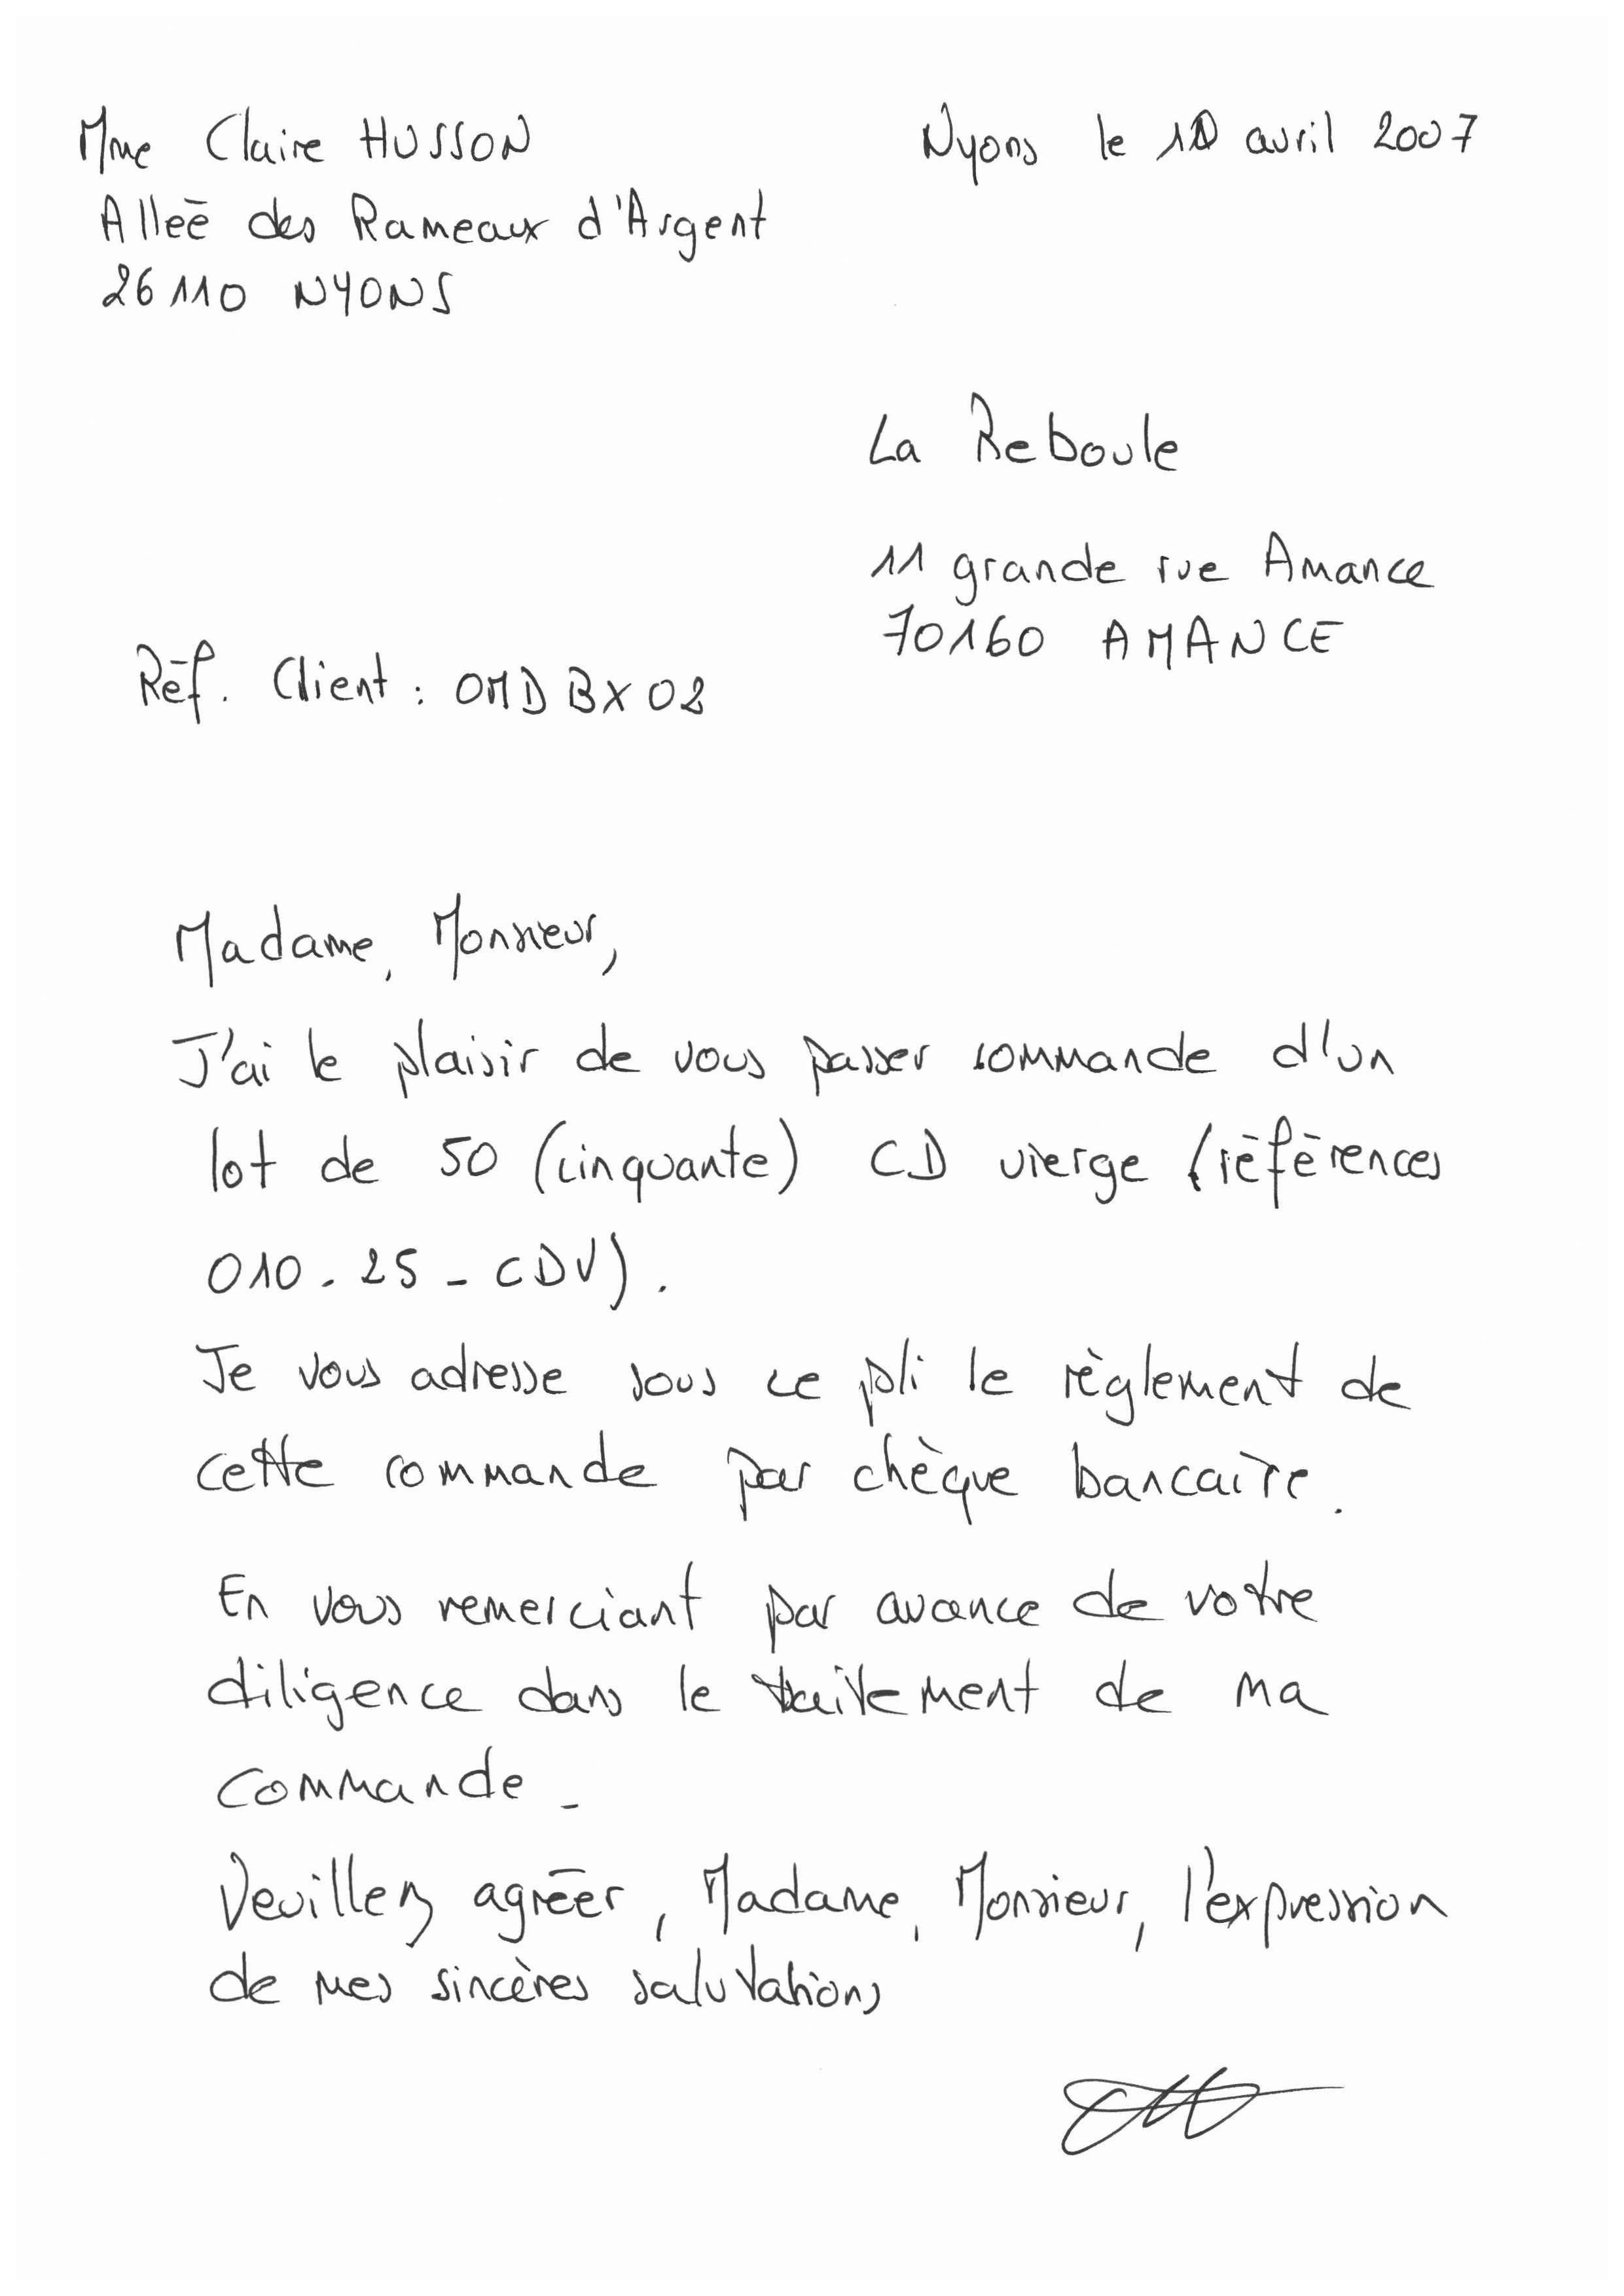 Mme Claire HUSSON
Nyons le 10 avril 2007
Alleé des Rameaux d'Argent
26110 NYONS
La Reboule
11 grande rue Amance
70160 AMANCE
Réf. Client : OMDBX02
Madame, Monsieur,
J'ai le plaisir de vous passer commande d'un
lot de 50 (cinquante) CD vierge (références
010-25-CDV).
Je vous adresse sous ce pli le règlement de
cette commande par chèque bancaire.
En vous remerciant par avance de votre
diligence dans le traitement de ma
commande.
Veuillez agréer, Madame, Monsieur, l'expression
de mes sincères salutations